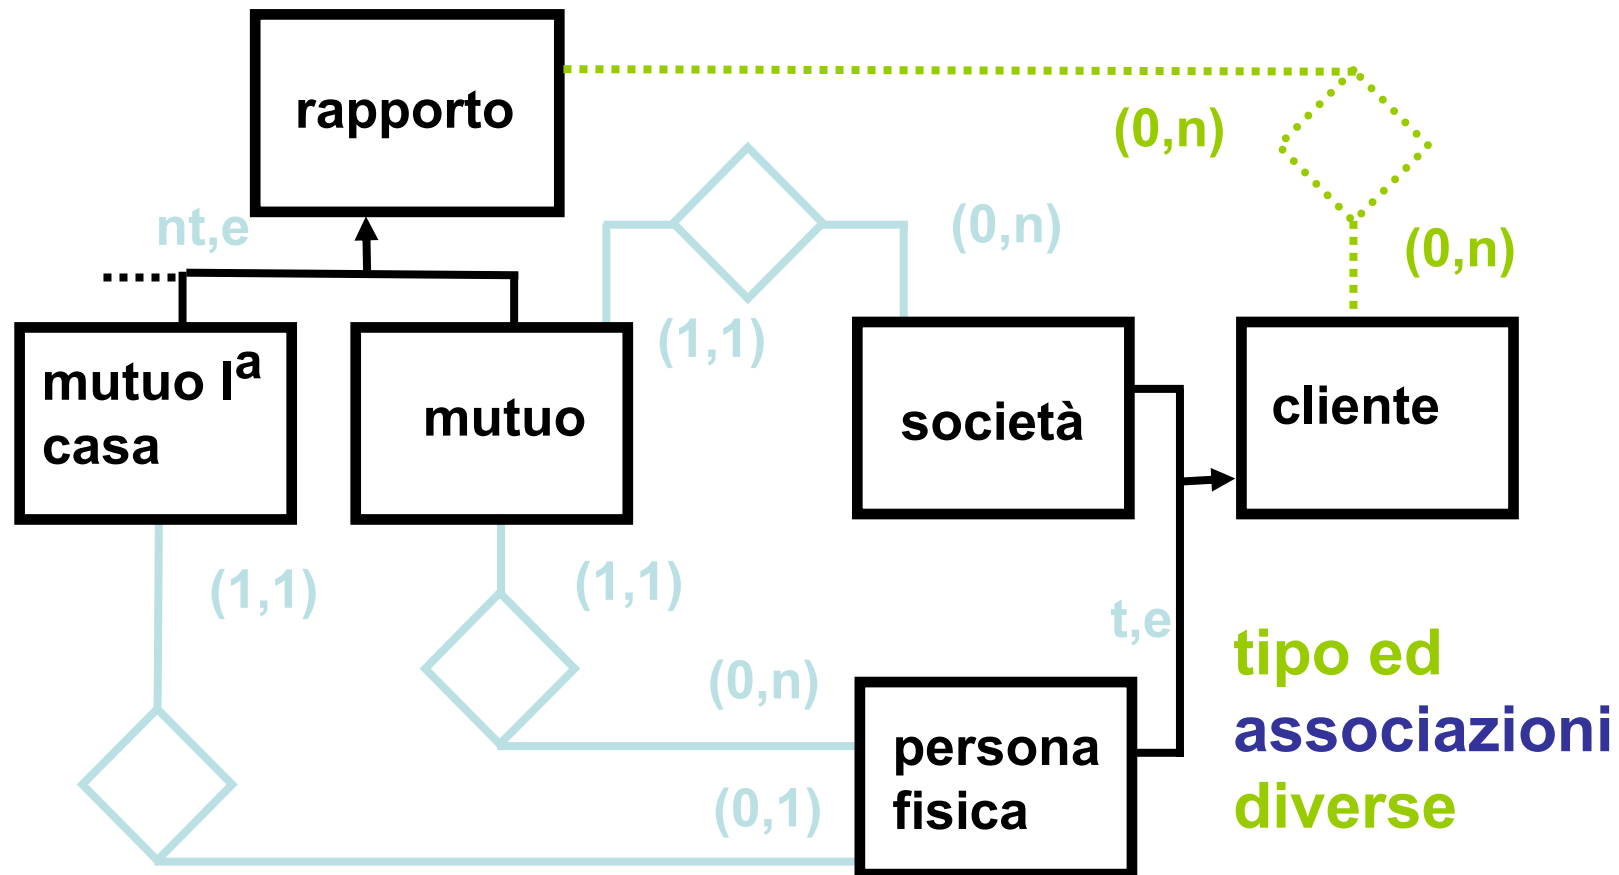 rapporto
(0,n)
nt,e
(0,n)
(0,n)
(1,1)
mutuo Iª
casa
mutuo
società
cliente
(1,1)
(1,1)
t,e
(0,n)
(0,1)
persona
fisica
tipo ed
associazioni
diverse